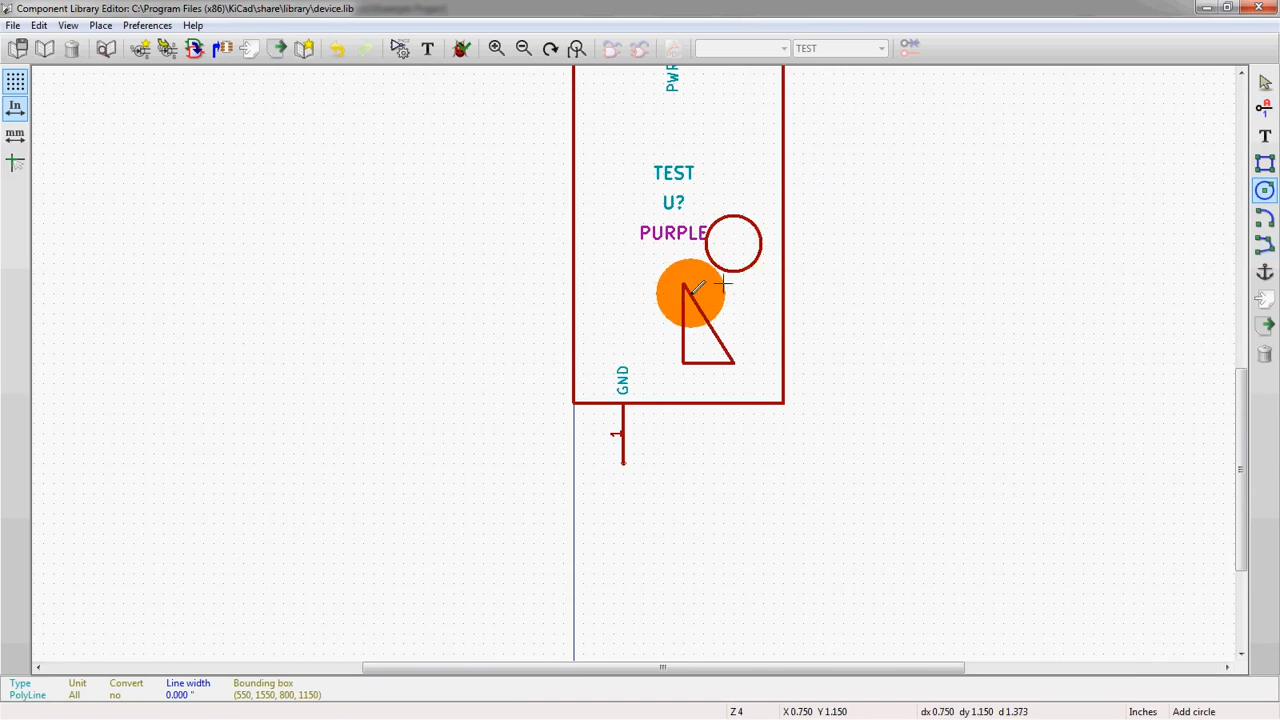 Component Library Editor: C:\Program Files (x86)\KiCad\share\library\device.lib
File Edit View Place Preferences Help
T
TEST
In
mm
T
PWR
TEST
U?
PURPLE
GND
1
Type Unit Convert Line width Bounding box
PolyLine All no 0.000 " (550, 1550, 800, 1150)
Z 4 X 0.750 Y 1.150 dx 0.750 dy 1.150 d 1.373 Inches Add circle